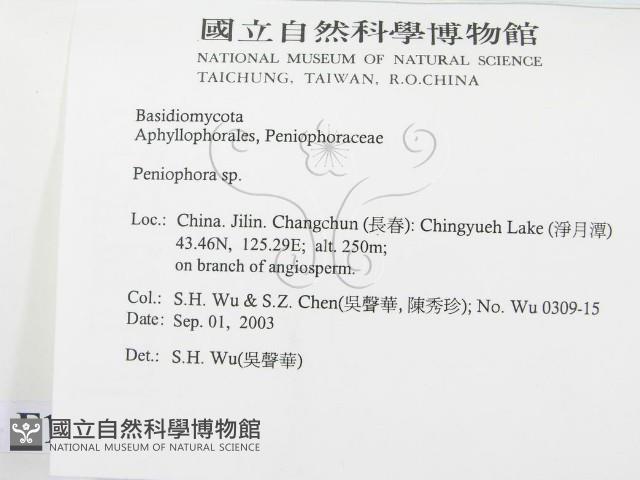 國立自然科學博物館
NATIONAL MUSEUM OF NATURAL SCIENCE
TAICHUNG, TAIWAN, R.O.CHINA
Basidiomycota
Aphyllophorales, Peniophoraceae
Peniophora sp.
Loc.: China. Jilin. Changchun (長春): Chingyueh Lake (淨月潭)
43.46N, 125.29E; alt. 250m;
on branch of angiosperm.
Col.: S.H. Wu & S.Z. Chen(吳聲華, 陳秀珍); No. Wu 0309-15
Date: Sep. 01, 2003
Det.: S.H. Wu(吳聲華)
國立自然科學博物館
NATIONAL MUSEUM OF NATURAL SCIENCE